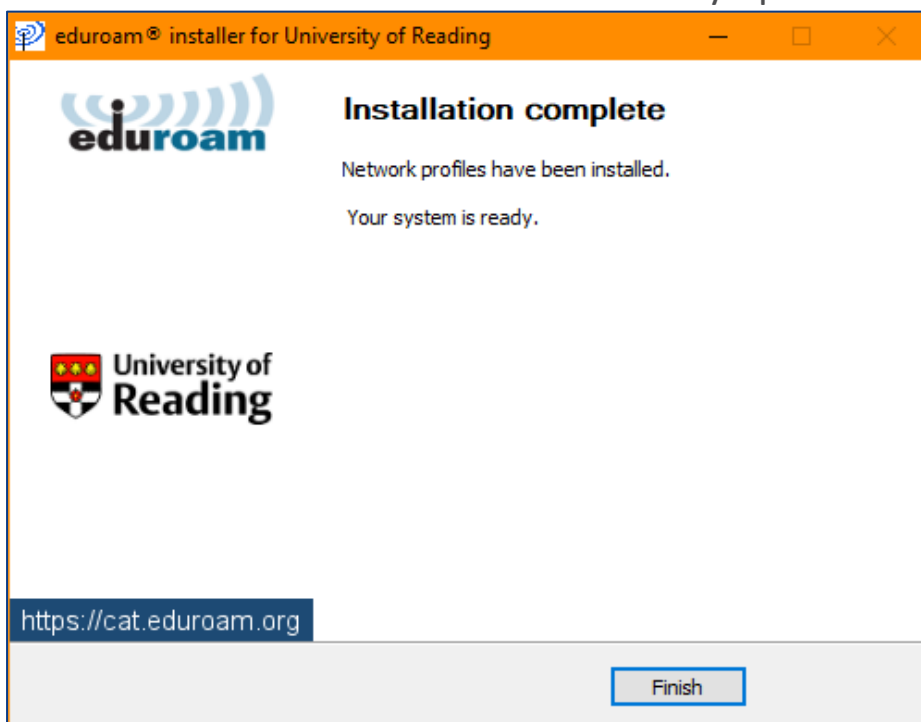 eduroam® installer for University of Reading
eduroam
Installation complete
Network profiles have been installed.
Your system is ready.
University of
Reading
https://cat.eduroam.org
Finish